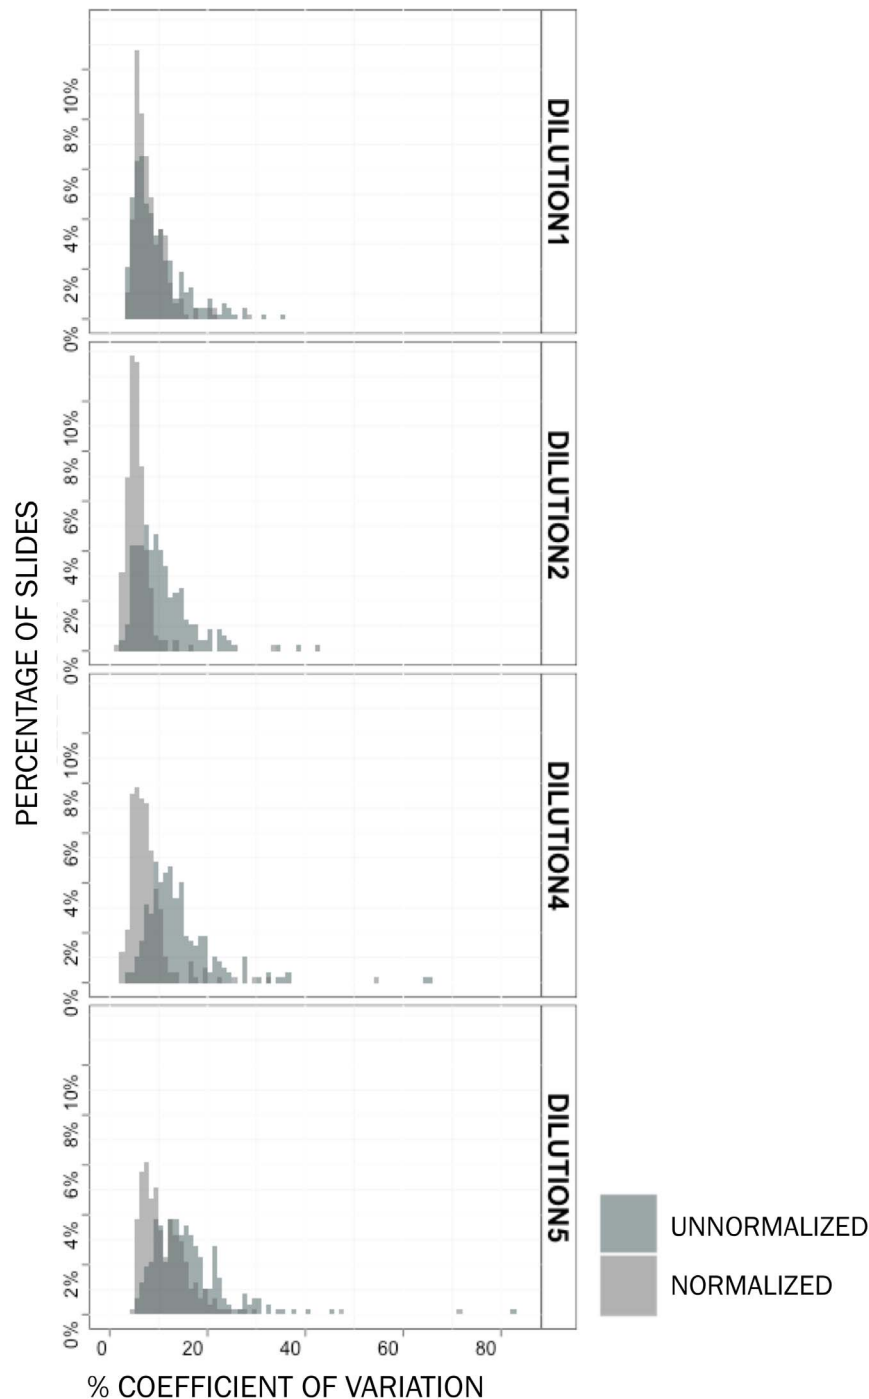 PERCENTAGE OF SLIDES
10%
8%
6%
4%
2%
0%
DILUTION1
10%
8%
6%
4%
2%
0%
DILUTION2
10%
8%
6%
4%
2%
0%
DILUTION4
10%
8%
6%
4%
2%
0%
DILUTION5
0 20 40 60 80
% COEFFICIENT OF VARIATION
UNNORMALIZED
NORMALIZED